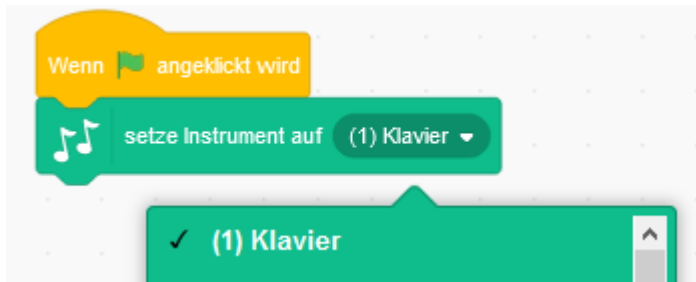 Wenn angeklickt wird
setze Instrument auf (1) Klavier
✓ (1) Klavier